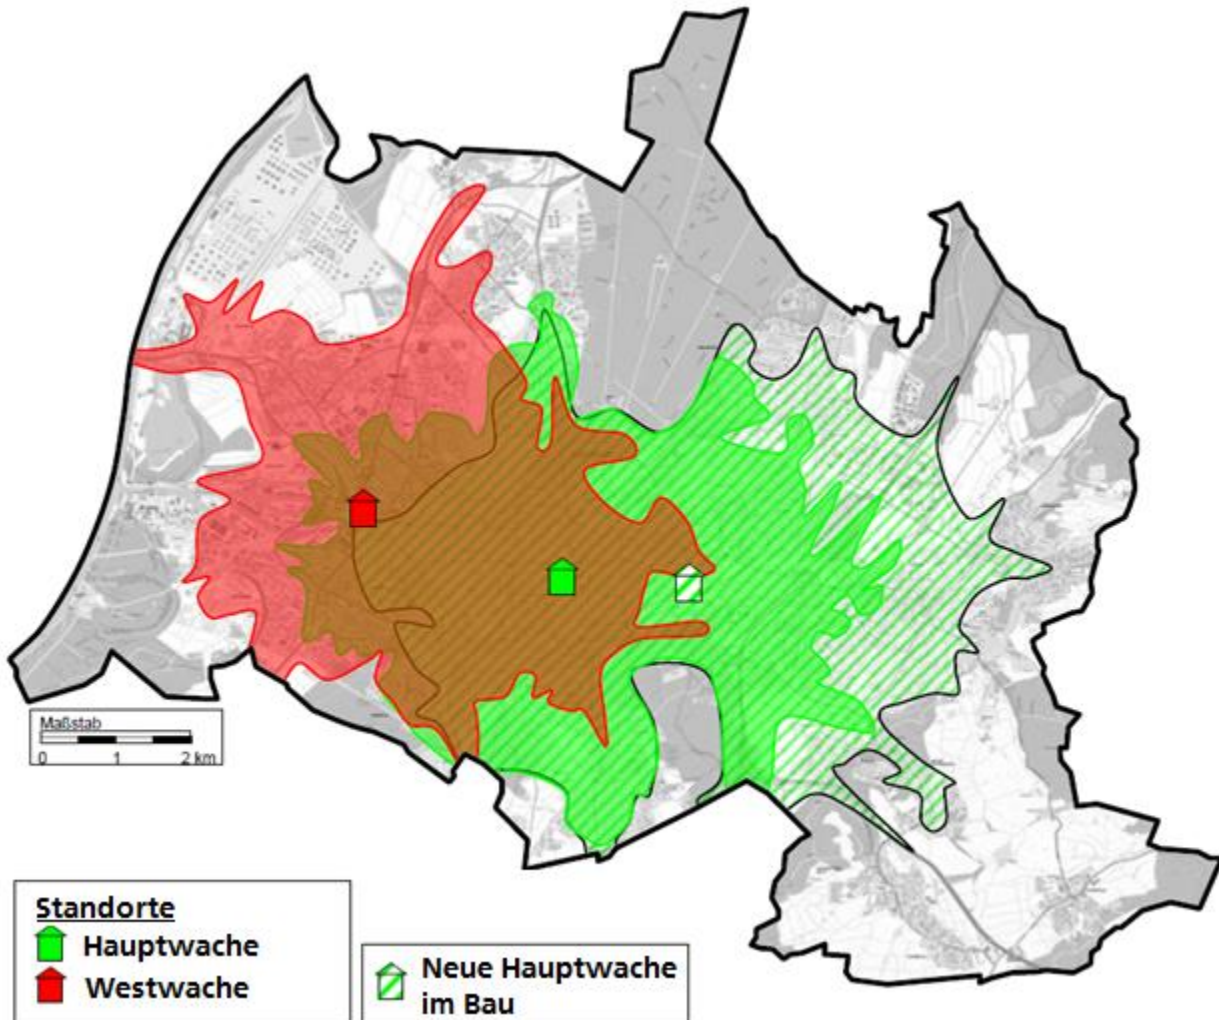 Maßstab
0 1 2 km
Standorte
Hauptwache
Westwache
Neue Hauptwache
im Bau